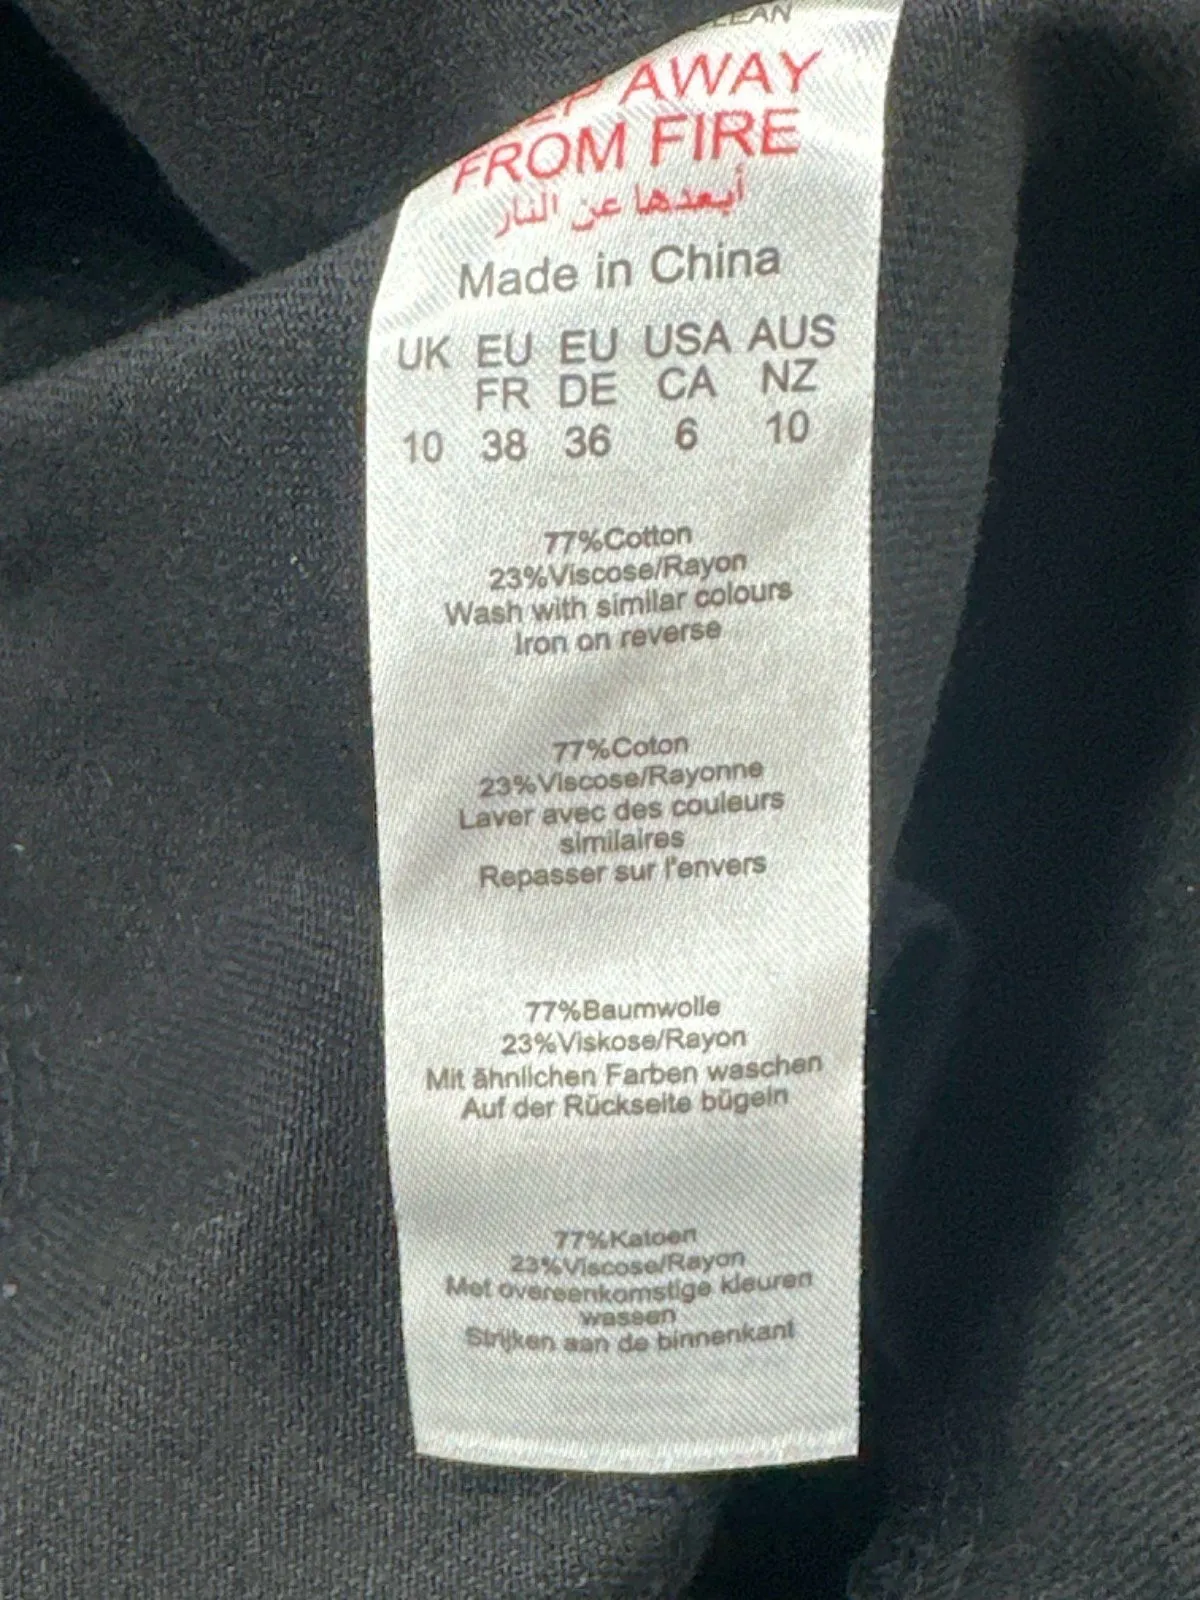 AWAY
FROM FIRE
أبعدها عن النار
Made in China
UK EU EU USA AUS
FR DE CA NZ
10 38 36 6 10
77%Cotton
23%Viscose/Rayon
Wash with similar colours
Iron on reverse
77%Coton
23%Viscose/Rayonne
Laver avec des couleurs
similaires
Repasser sur l'envers
77%Baumwolle
23%Viskose/Rayon
Mit ähnlichen Farben waschen
Auf der Rückseite bügeln
77%Katoen
23%Viscose/Rayon
Met overeenkomstige kleuren
wassen
Strijken aan de binnenkant